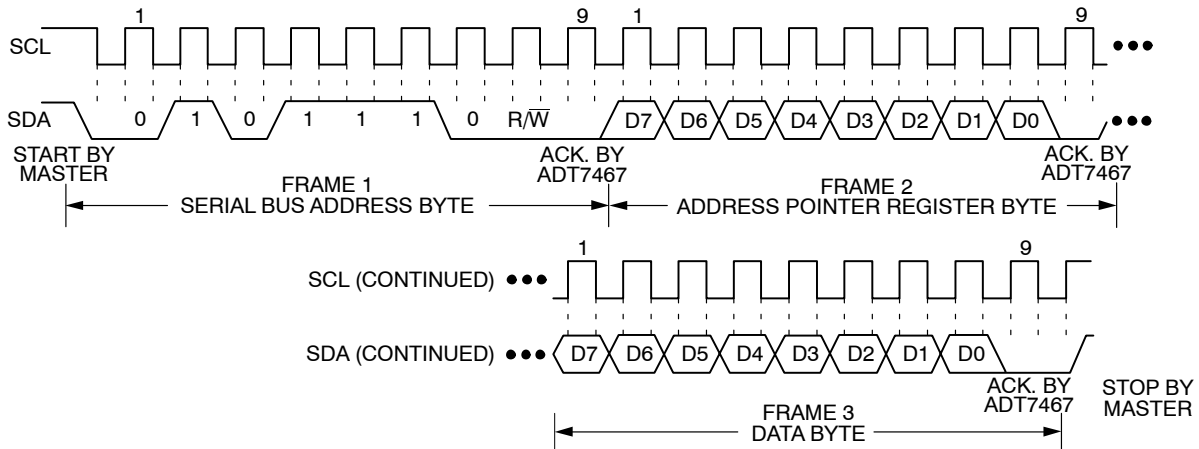 1 9 1 9
SCL
SDA 0 1 0 1 1 1 0 R/W̅ D7 D6 D5 D4 D3 D2 D1 D0
START BY MASTER
ACK. BY ADT7467
ACK. BY ADT7467
FRAME 1
SERIAL BUS ADDRESS BYTE
FRAME 2
ADDRESS POINTER REGISTER BYTE
1 9
SCL (CONTINUED)
SDA (CONTINUED) D7 D6 D5 D4 D3 D2 D1 D0
ACK. BY ADT7467
STOP BY MASTER
FRAME 3
DATA BYTE